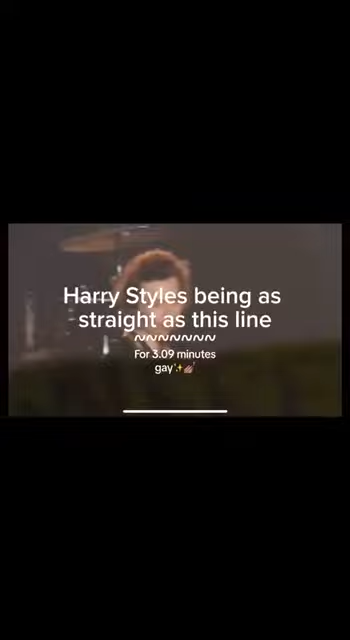 Harry Styles being as
straight as this line
~~~~~~~
For 3.09 minutes
gay✨💅🏼